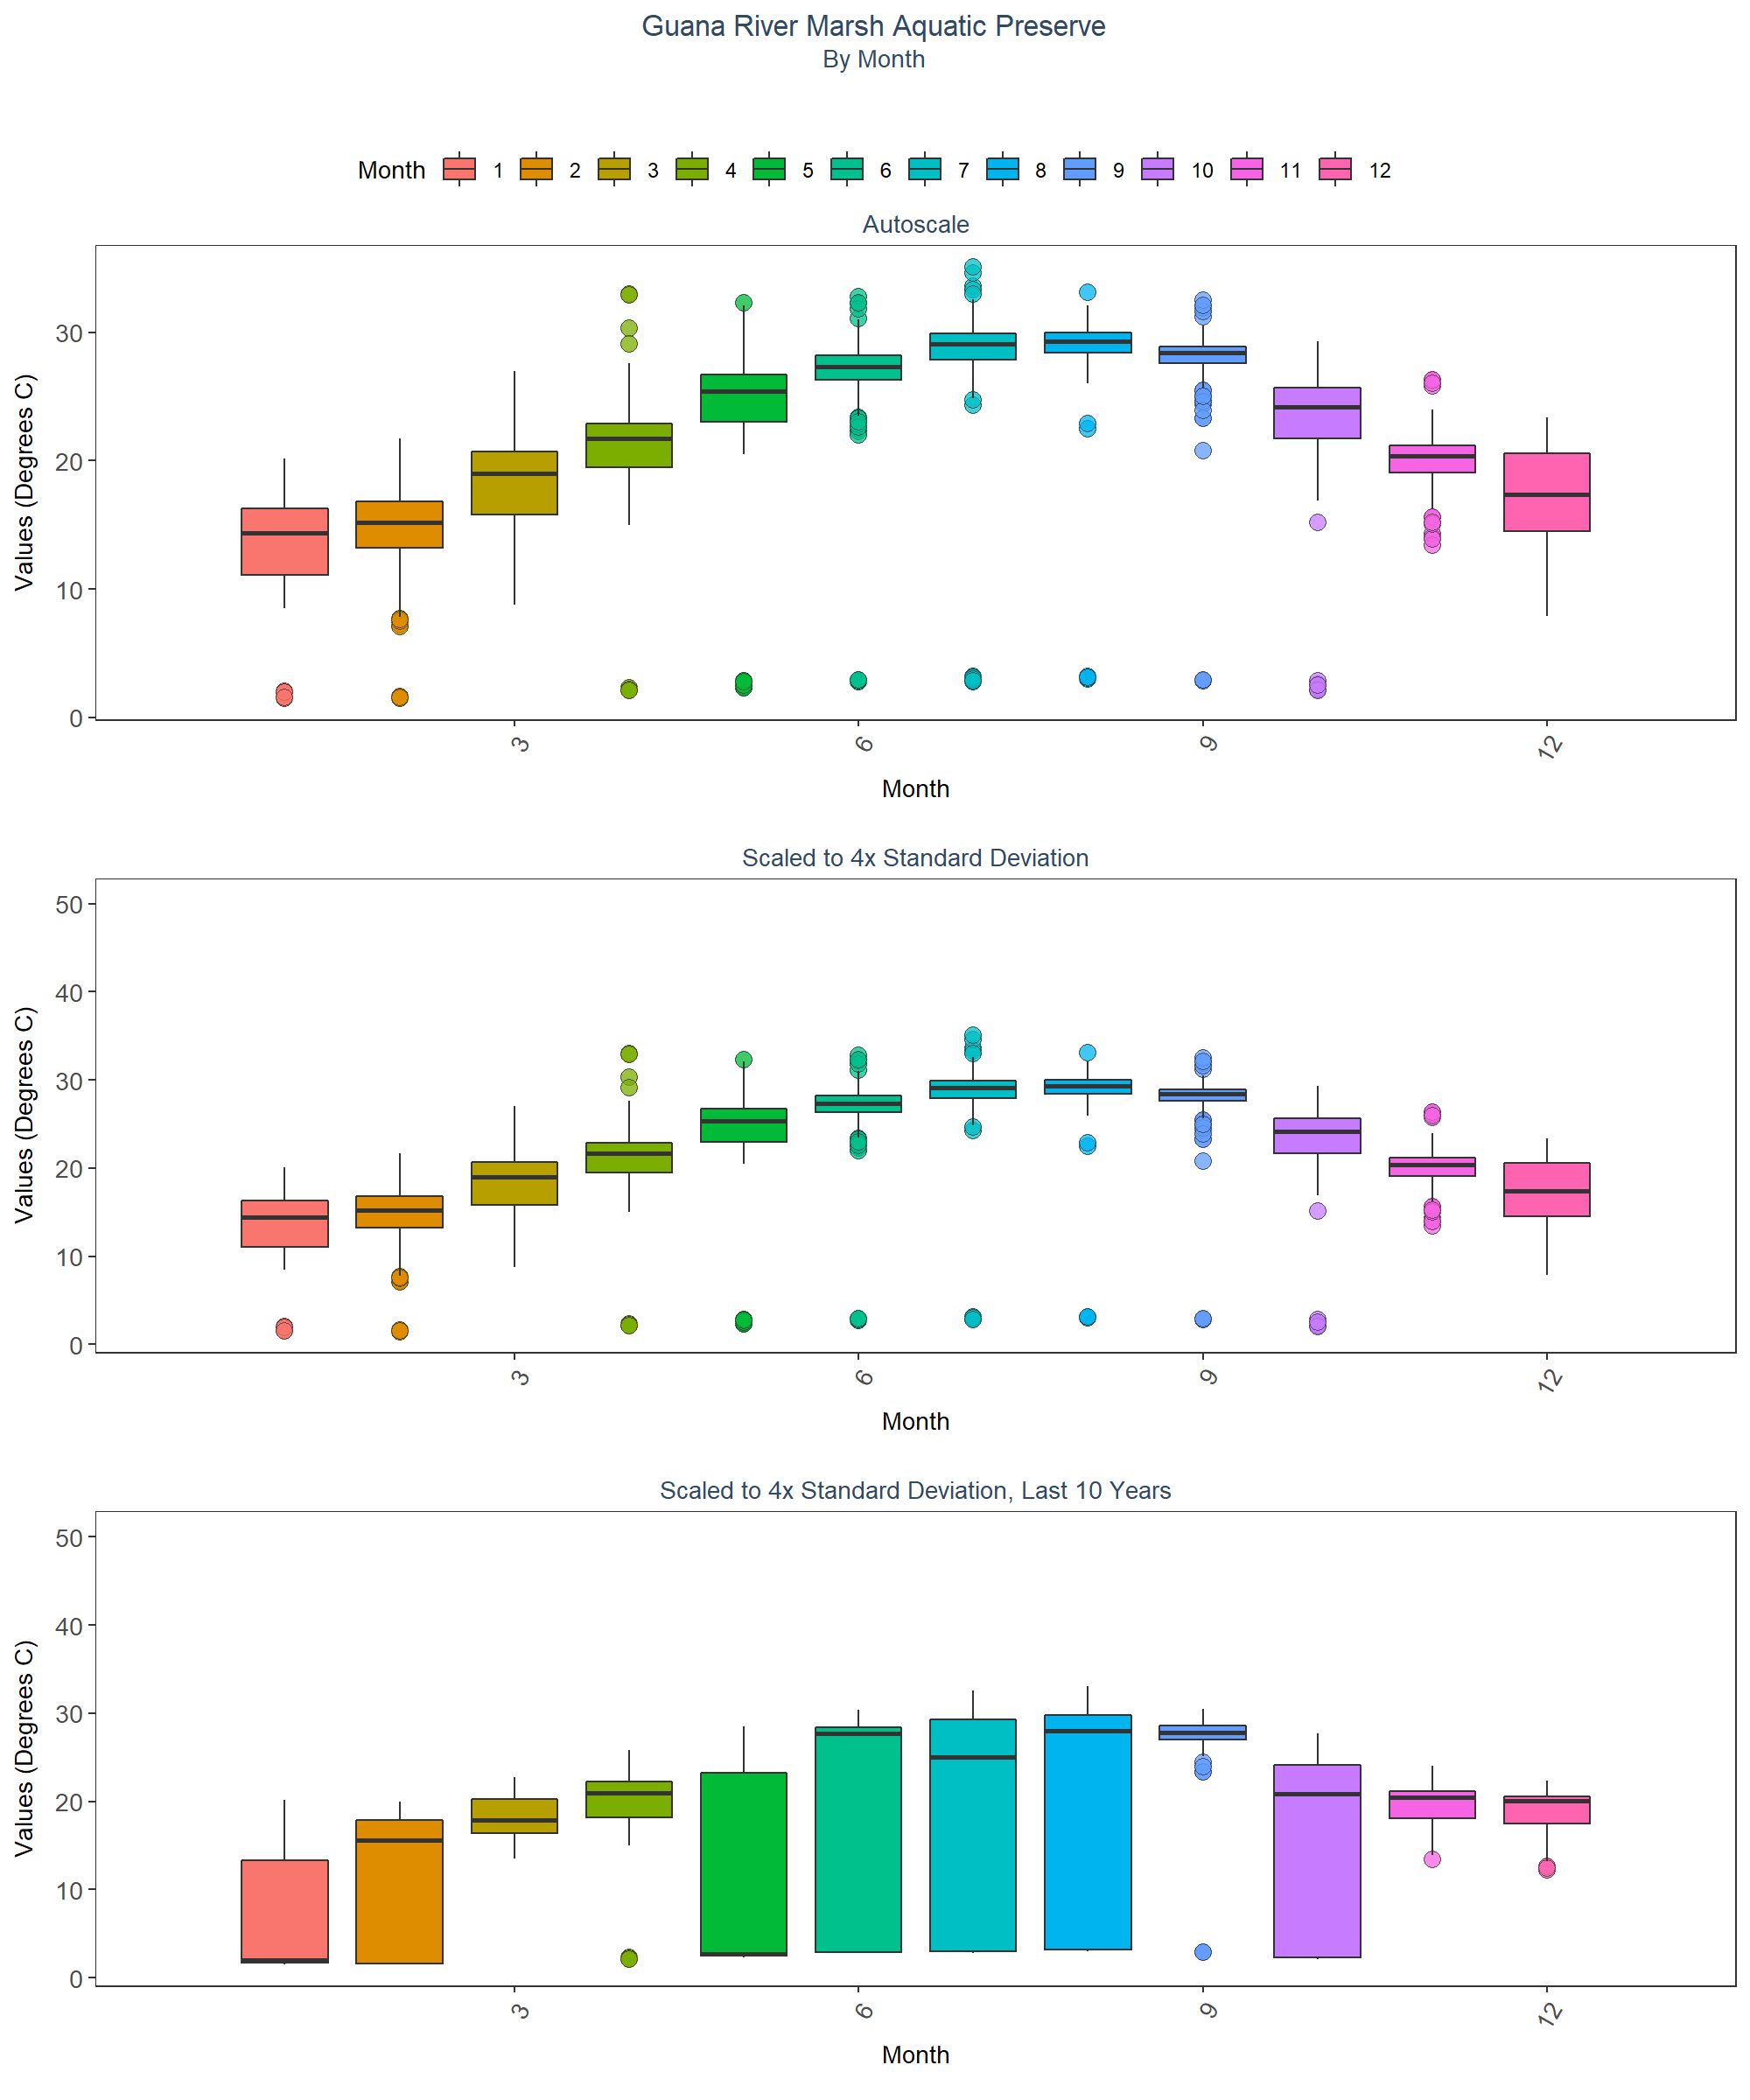 Guana River Marsh Aquatic Preserve
By Month
Month 1 2 3 4 5 6 7 8 9 10 11 12
Autoscale
Values (Degrees C)
30
20
10
0
3 6 9 12
Month
Scaled to 4x Standard Deviation
Values (Degrees C)
50
40
30
20
10
0
3 6 9 12
Month
Scaled to 4x Standard Deviation, Last 10 Years
Values (Degrees C)
50
40
30
20
10
0
3 6 9 12
Month